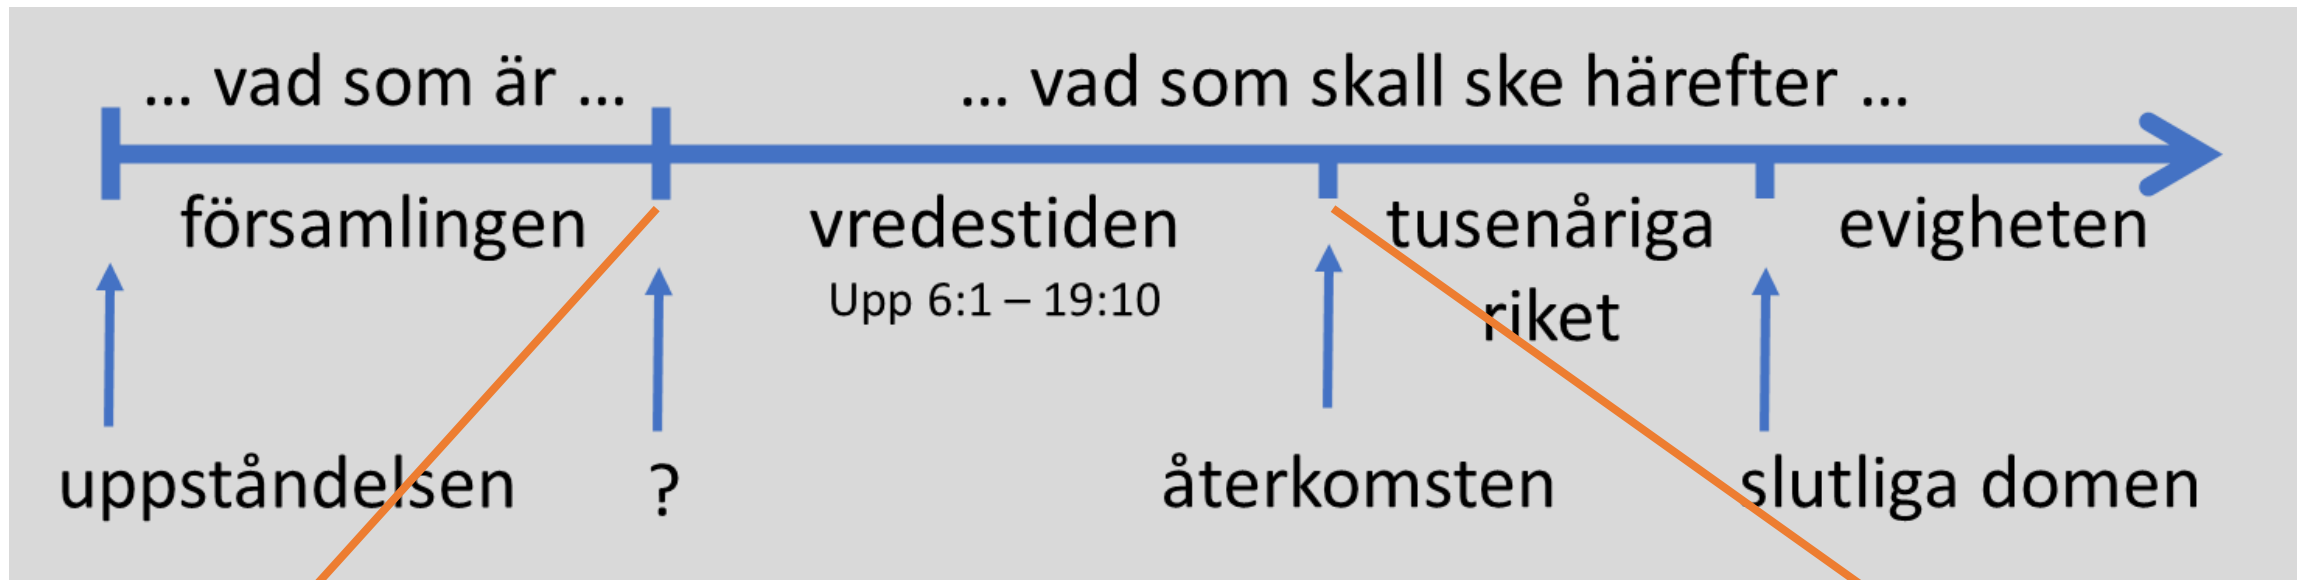 ... vad som är ...
... vad som skall ske härefter ...
församlingen
vredestiden
Upp 6:1 – 19:10
tusenåriga
riket
evigheten
uppståndelsen
?
återkomsten
slutliga domen